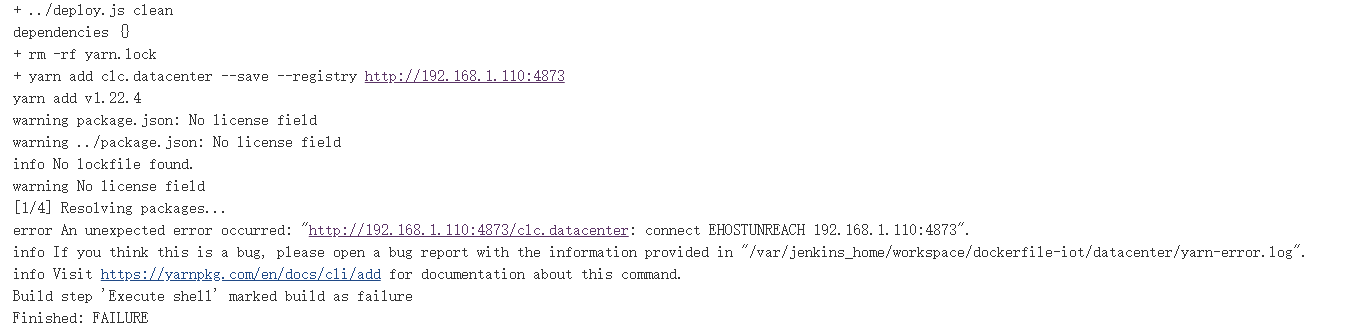 + ../deploy.js clean
dependencies {}
+ rm -rf yarn.lock
+ yarn add clc.datacenter --save --registry http://192.168.1.110:4873
yarn add v1.22.4
warning package.json: No license field
warning ../package.json: No license field
info No lockfile found.
warning No license field
[1/4] Resolving packages...
error An unexpected error occurred: "http://192.168.1.110:4873/clc.datacenter: connect EHOSTUNREACH 192.168.1.110:4873".
info If you think this is a bug, please open a bug report with the information provided in "/var/jenkins_home/workspace/dockerfile-iot/datacenter/yarn-error.log".
info Visit https://yarnpkg.com/en/docs/cli/add for documentation about this command.
Build step 'Execute shell' marked build as failure
Finished: FAILURE